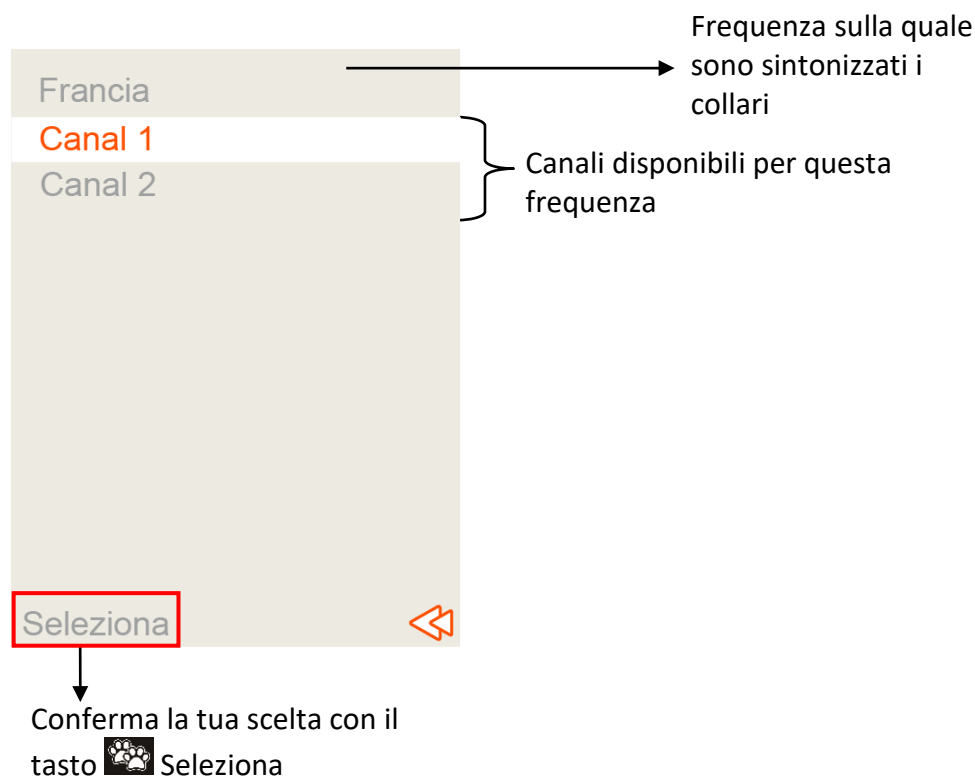 Frequenza sulla quale
sono sintonizzati i
collari
Francia
Canal 1
Canal 2
Canali disponibili per questa
frequenza
Seleziona
Conferma la tua scelta con il
tasto Seleziona